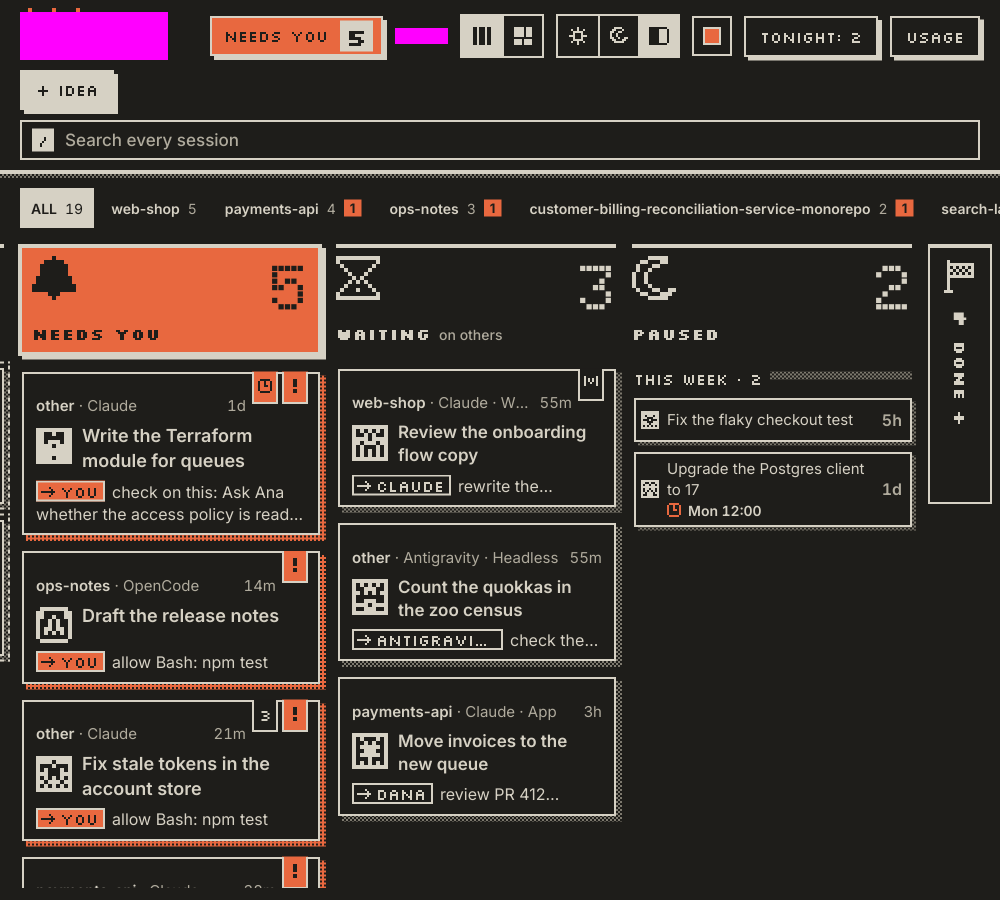 NEEDS YOU 5
TONIGHT: 2
USAGE
+ IDEA
/ Search every session
ALL 19
web-shop 5
payments-api 4 1
ops-notes 3 1
customer-billing-reconciliation-service-monorepo 2 1
5
NEEDS YOU
other · Claude 1d !
Write the Terraform
module for queues
→ YOU check on this: Ask Ana
whether the access policy is read…
ops-notes · OpenCode 14m !
Draft the release notes
→ YOU allow Bash: npm test
other · Claude 21m 3 !
Fix stale tokens in the
account store
→ YOU allow Bash: npm test
!
3
WAITING on others
web-shop · Claude · W… 55m
Review the onboarding
flow copy
→ CLAUDE rewrite the…
other · Antigravity · Headless 55m
Count the quokkas in
the zoo census
→ ANTIGRAVI… check the…
payments-api · Claude · App 3h
Move invoices to the
new queue
→ DANA review PR 412…
2
PAUSED
THIS WEEK · 2
Fix the flaky checkout test 5h
Upgrade the Postgres client
to 17 1d
Mon 12:00
4 DONE +